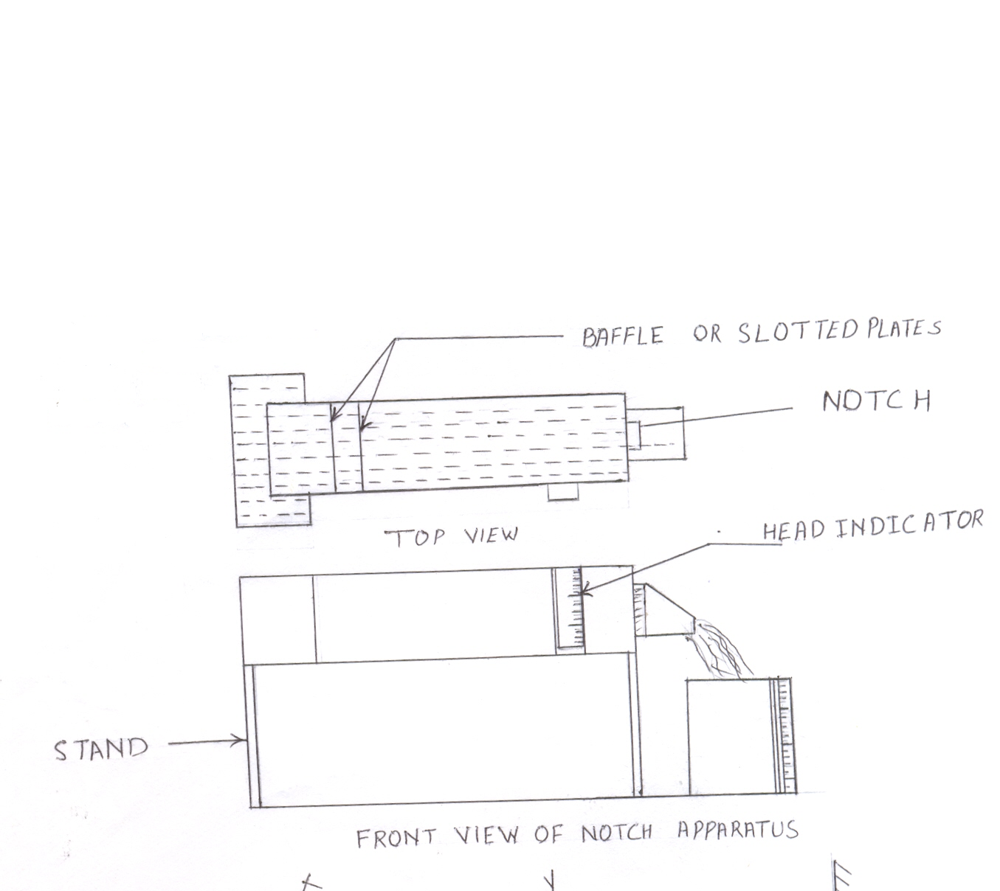 BAFFLE OR SLOTTED PLATES
NOTCH
TOP VIEW
HEAD INDICATOR
STAND
FRONT VIEW OF NOTCH APPARATUS